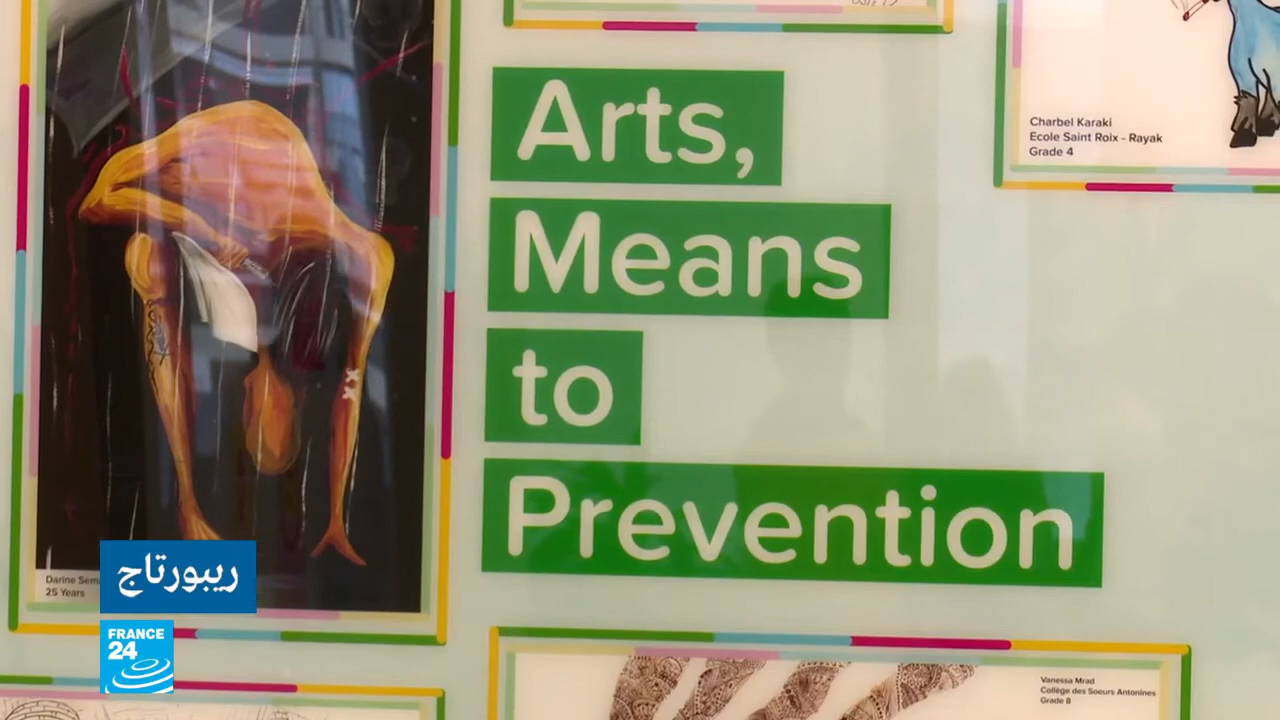 Arts,
Means
to
Prevention
Charbel Karaki
Ecole Saint Roix - Rayak
Grade 4
Darine
25 Years
ريبورتاج
FRANCE
24
Vanessa Mrad
Collège des Soeurs Antonines
Grade 8